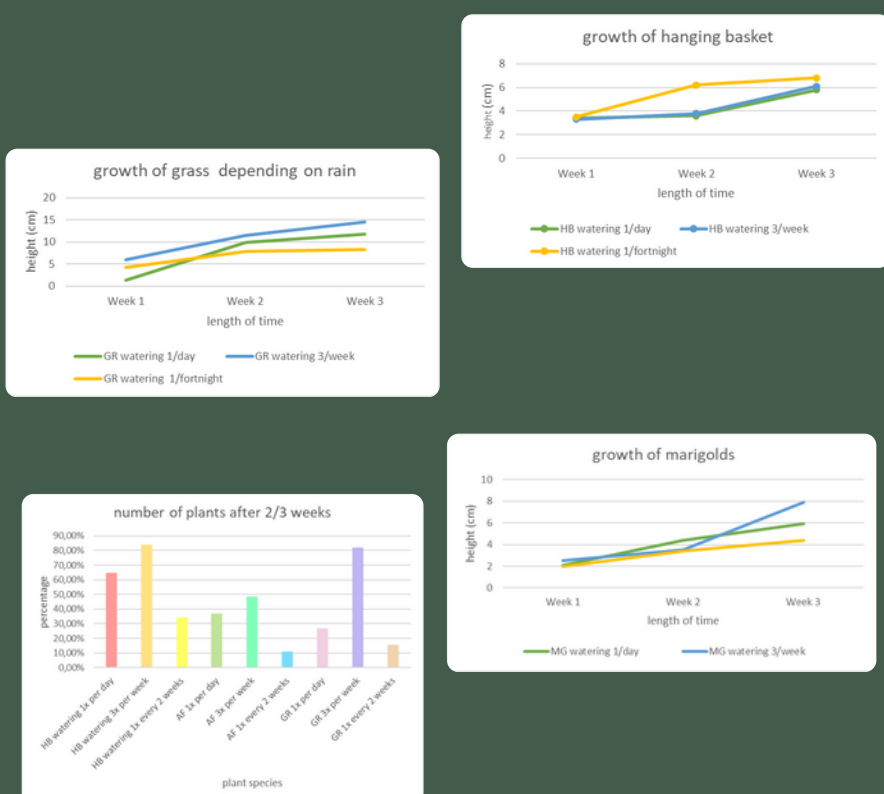 growth of hanging basket
8
6
4
2
0
height (cm)
Week 1 Week 2 Week 3
length of time
HB watering 1/day HB watering 3/week
HB watering 1/fortnight
growth of grass depending on rain
20
15
10
5
0
height (cm)
Week 1 Week 2 Week 3
length of time
GR watering 1/day GR watering 3/week
GR watering 1/fortnight
growth of marigolds
10
8
6
4
2
0
height (cm)
Week 1 Week 2 Week 3
length of time
MG watering 1/day MG watering 3/week
number of plants after 2/3 weeks
90,00%
80,00%
70,00%
60,00%
50,00%
40,00%
30,00%
20,00%
10,00%
0,00%
percentage
HB watering 1x per day
HB watering 3x per week
HB watering 1x every 2 weeks
AF 1x per day
AF 3x per week
AF 1x every 2 weeks
GR 1x per day
GR 3x per week
GR 1x every 2 weeks
plant species